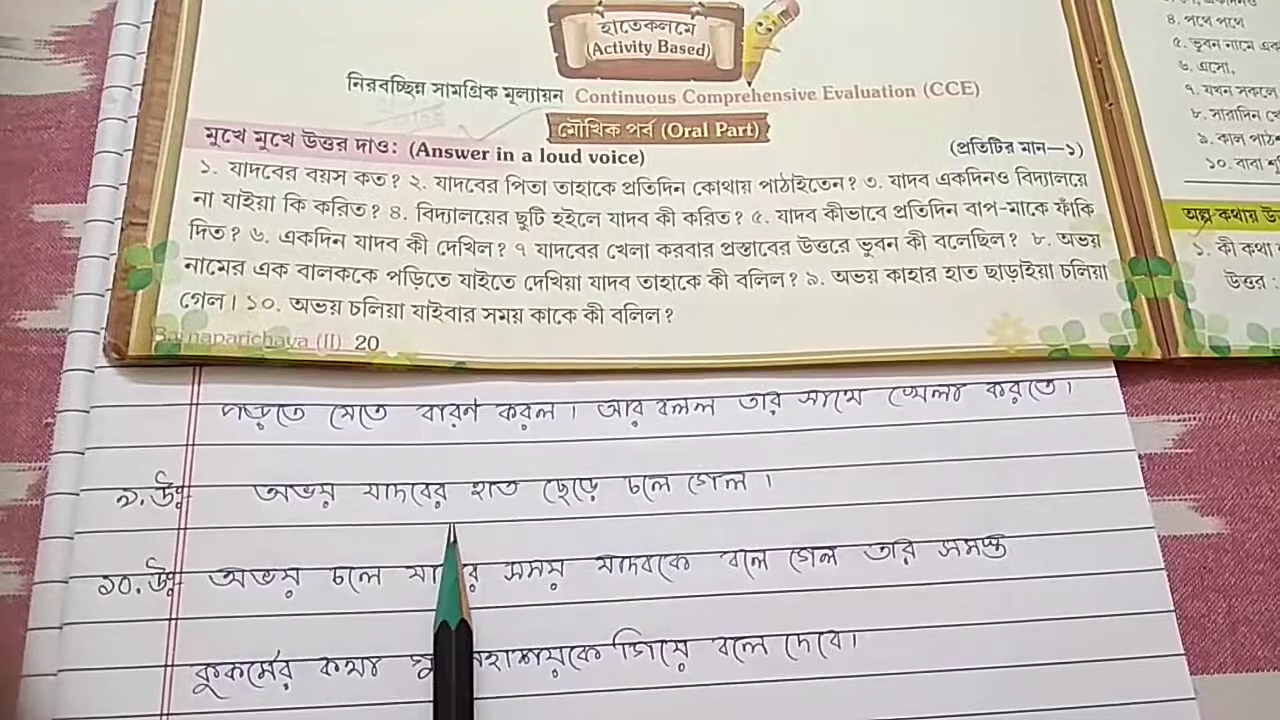 হাতেকলমে
(Activity Based)
নিরবচ্ছিন্ন সামগ্রিক মূল্যায়ন Continuous Comprehensive Evaluation (CCE)
মৌখিক পর্ব (Oral Part)
মুখে মুখে উত্তর দাও: (Answer in a loud voice) (প্রতিটির মান—১)
১. যাদবের বয়স কত? ২. যাদবের পিতা তাহাকে প্রতিদিন কোথায় পাঠাইতেন? ৩. যাদব একদিনও বিদ্যালয়ে
না যাইয়া কি করিত? ৪. বিদ্যালয়ের ছুটি হইলে যাদব কী করিত? ৫. যাদব কীভাবে প্রতিদিন বাপ-মাকে ফাঁকি
দিত? ৬. একদিন যাদব কী দেখিল? ৭ যাদবের খেলা করবার প্রস্তাবের উত্তরে ভুবন কী বলেছিল? ৮. অভয়
নামের এক বালককে পড়িতে যাইতে দেখিয়া যাদব তাহাকে কী বলিল? ৯. অভয় কাহার হাত ছাড়াইয়া চলিয়া
গেল। ১০. অভয় চলিয়া যাইবার সময় কাকে কী বলিল?
Barnaparichaya (II) 20
৪. পথে পথে
৫. ভুবন নামে এক
৬. এসো,
৭. যখন সকলে
৮. সারাদিন খে
৯. কাল পাঠশ
১০. বাবা শু
অল্প কথায় উ
১. কী কথা
উত্তর :
পড়তে যেতে বারণ করল। আর বলল তার সাথে খেলা করতে।
৯. উঃ অভয় যাদবের হাত ছেড়ে চলে গেল।
১০. উঃ অভয় চলে যা র সময় যাদবকে বলে গেল তার সমস্ত
কুকর্মের কথা মহাশয়কে গিয়ে বলে দেবে।